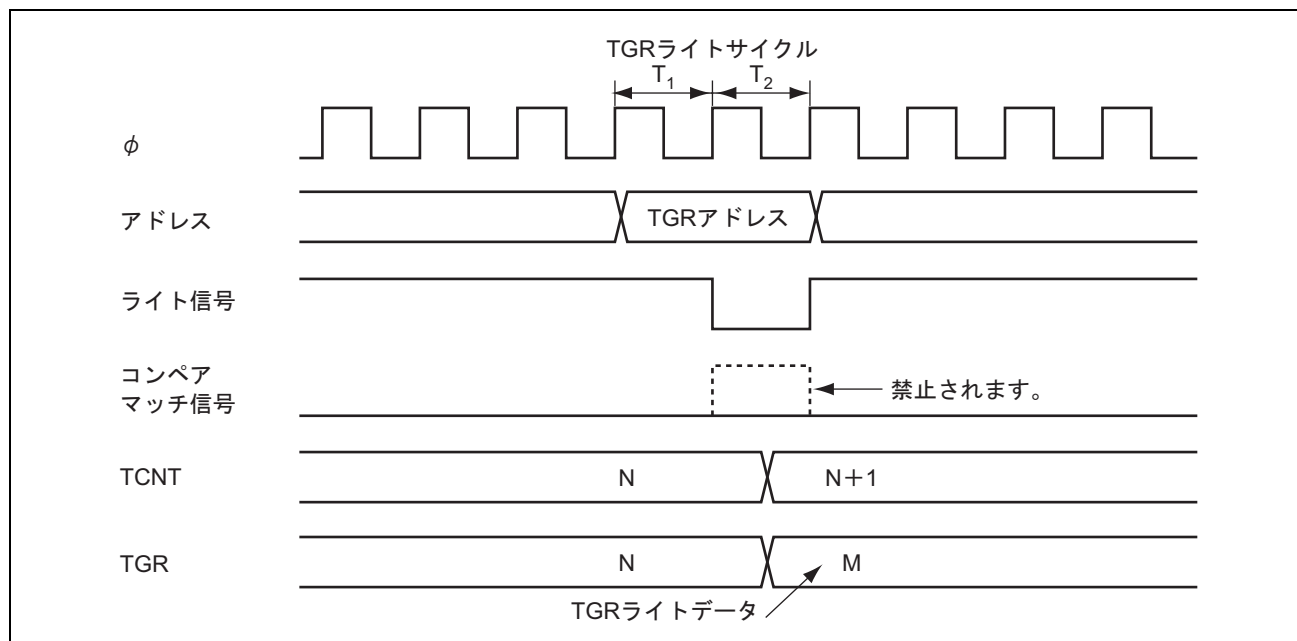 TGRライトサイクル
T1 T2
φ
アドレス TGRアドレス
ライト信号
コンペア
マッチ信号 禁止されます。
TCNT N N+1
TGR N M
TGRライトデータ